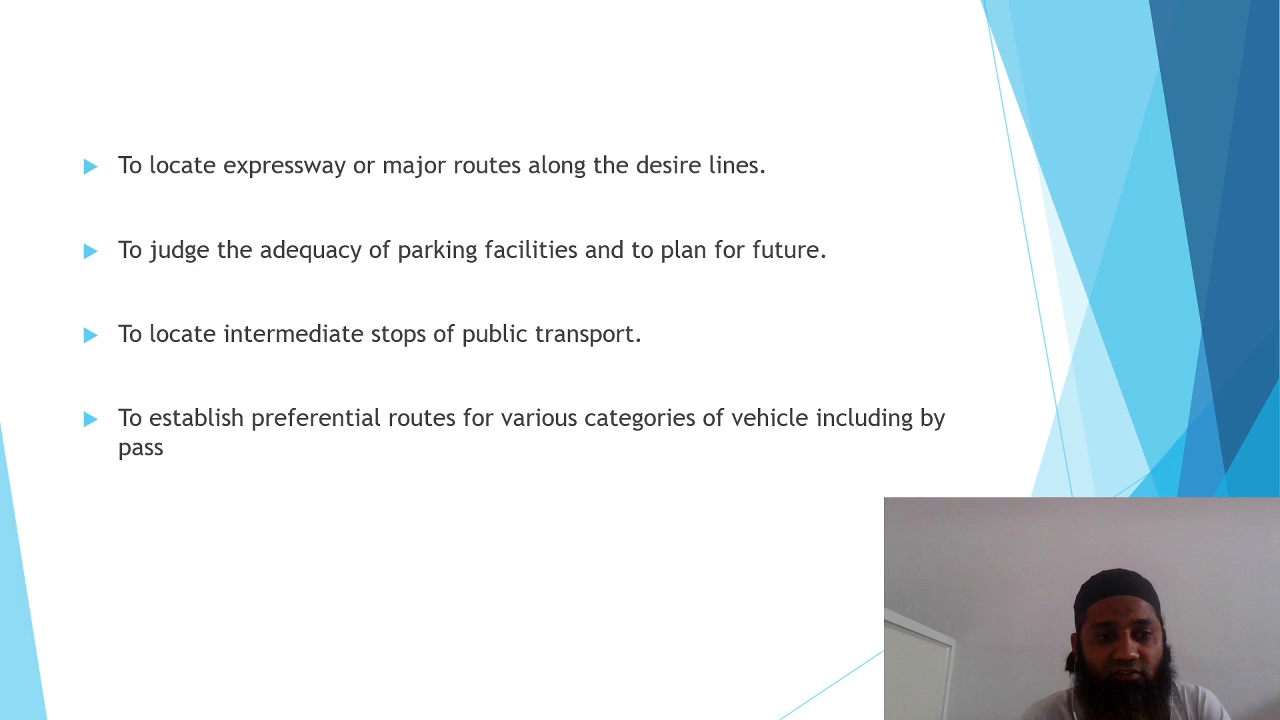 To locate expressway or major routes along the desire lines.
To judge the adequacy of parking facilities and to plan for future.
To locate intermediate stops of public transport.
To establish preferential routes for various categories of vehicle including by
pass